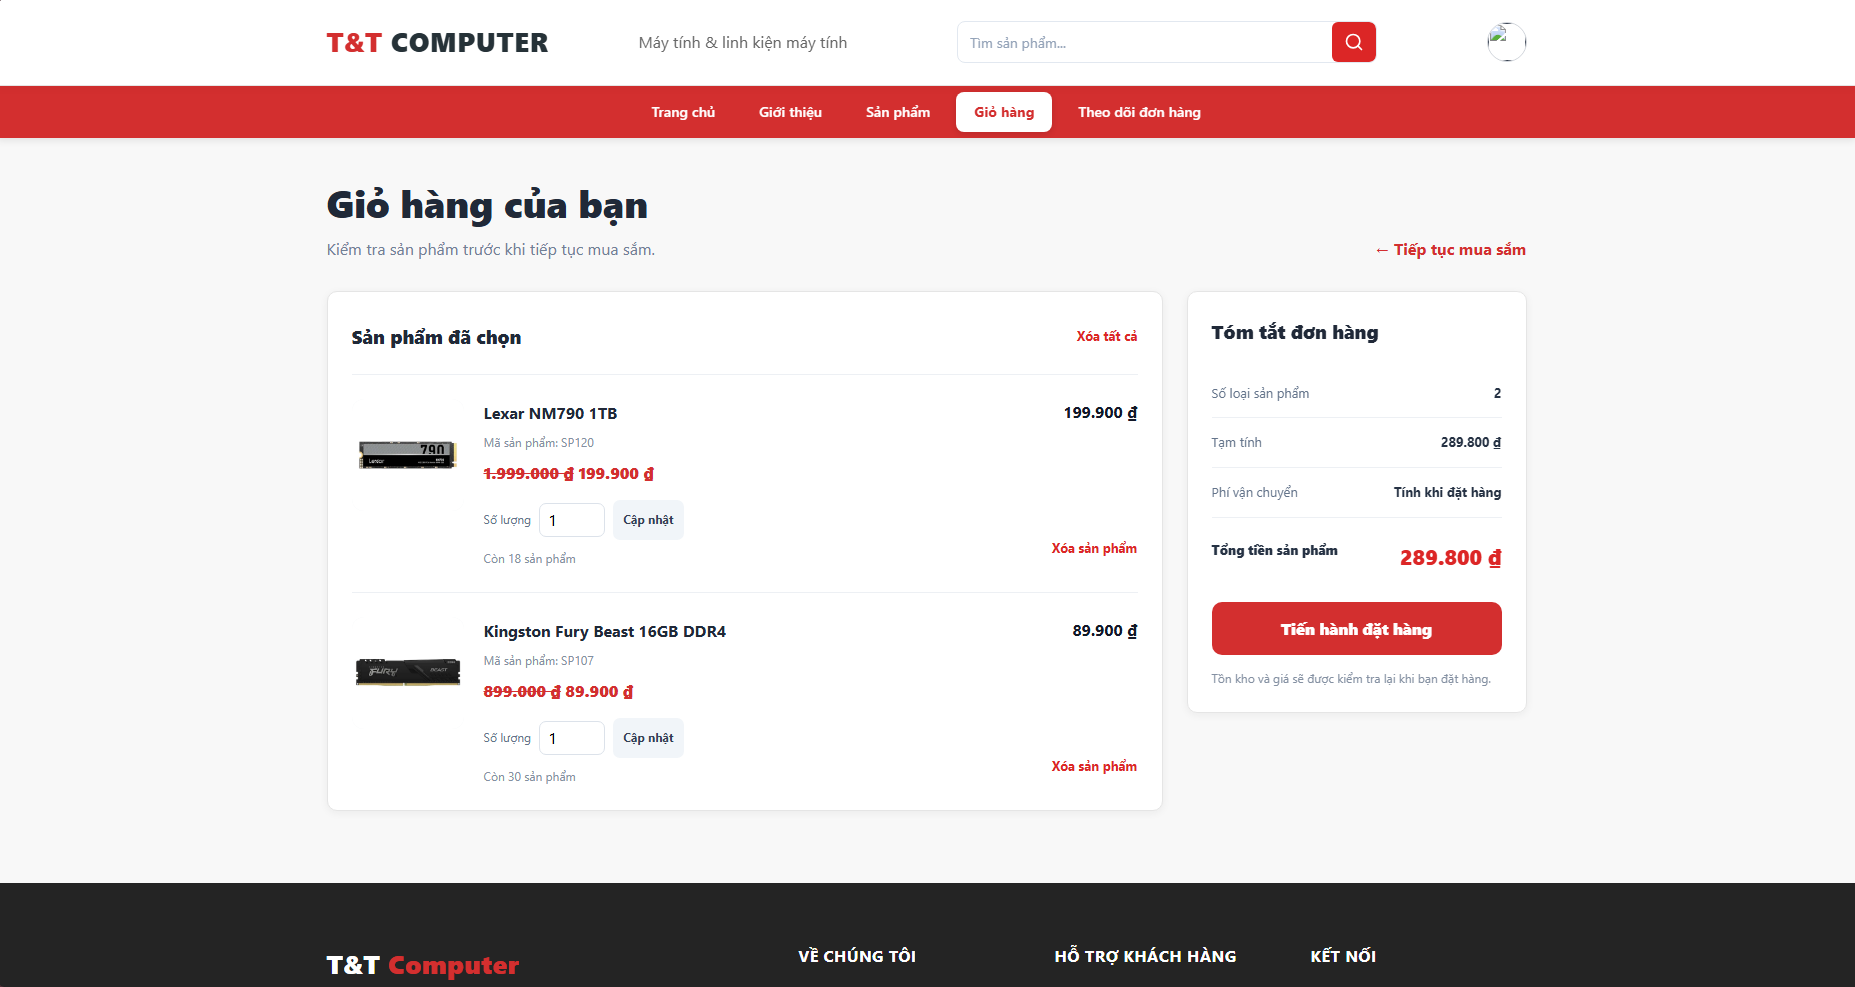 T&T COMPUTER
Máy tính & linh kiện máy tính
Tìm sản phẩm...
Trang chủ
Giới thiệu
Sản phẩm
Giỏ hàng
Theo dõi đơn hàng
Giỏ hàng của bạn
Kiểm tra sản phẩm trước khi tiếp tục mua sắm.
← Tiếp tục mua sắm
Sản phẩm đã chọn
Xóa tất cả
Lexar NM790 1TB
199.900 ₫
Mã sản phẩm: SP120
1.999.000 ₫ 199.900 ₫
Số lượng 1 Cập nhật
Còn 18 sản phẩm
Xóa sản phẩm
790
Lexar
Kingston Fury Beast 16GB DDR4
89.900 ₫
Mã sản phẩm: SP107
899.000 ₫ 89.900 ₫
Số lượng 1 Cập nhật
Còn 30 sản phẩm
Xóa sản phẩm
FURY BEAST
Tóm tắt đơn hàng
Số loại sản phẩm 2
Tạm tính 289.800 ₫
Phí vận chuyển Tính khi đặt hàng
Tổng tiền sản phẩm 289.800 ₫
Tiến hành đặt hàng
Tồn kho và giá sẽ được kiểm tra lại khi bạn đặt hàng.
T&T Computer
VỀ CHÚNG TÔI
HỖ TRỢ KHÁCH HÀNG
KẾT NỐI